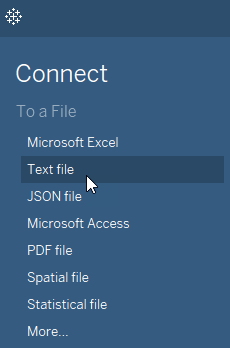 Connect
To a File
Microsoft Excel
Text file
JSON file
Microsoft Access
PDF file
Spatial file
Statistical file
More...